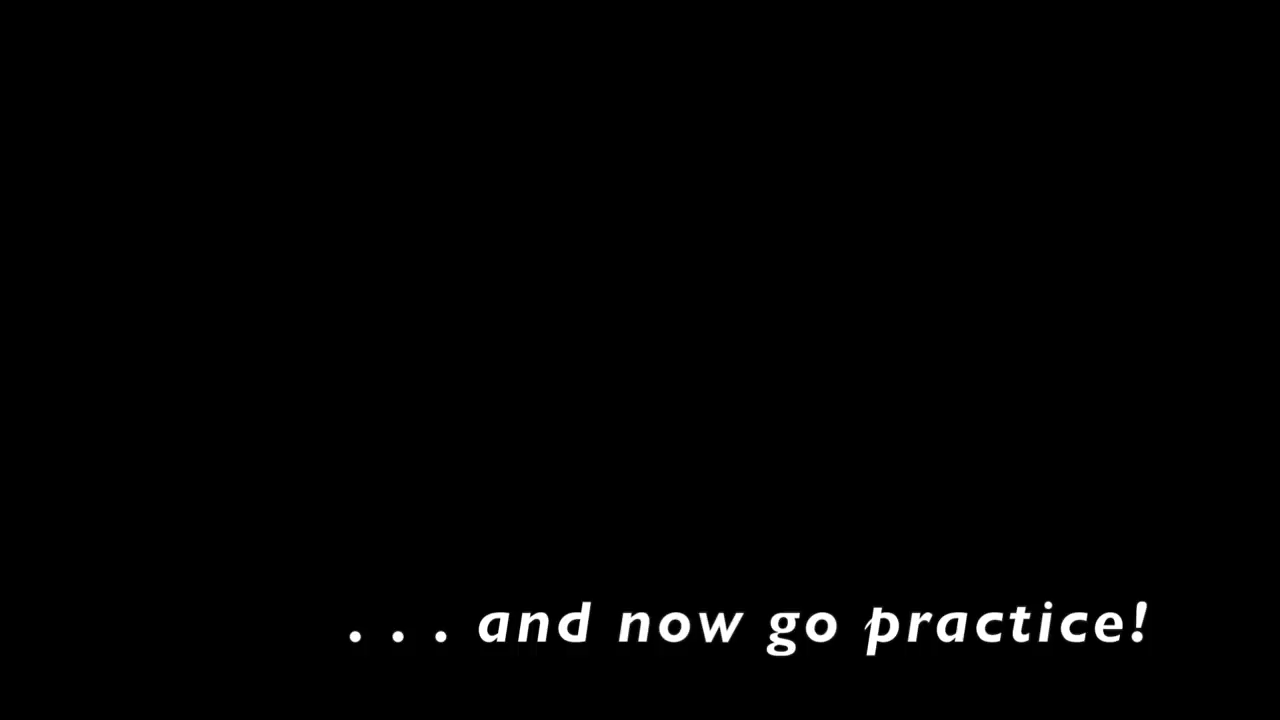 . . . and now go practice!